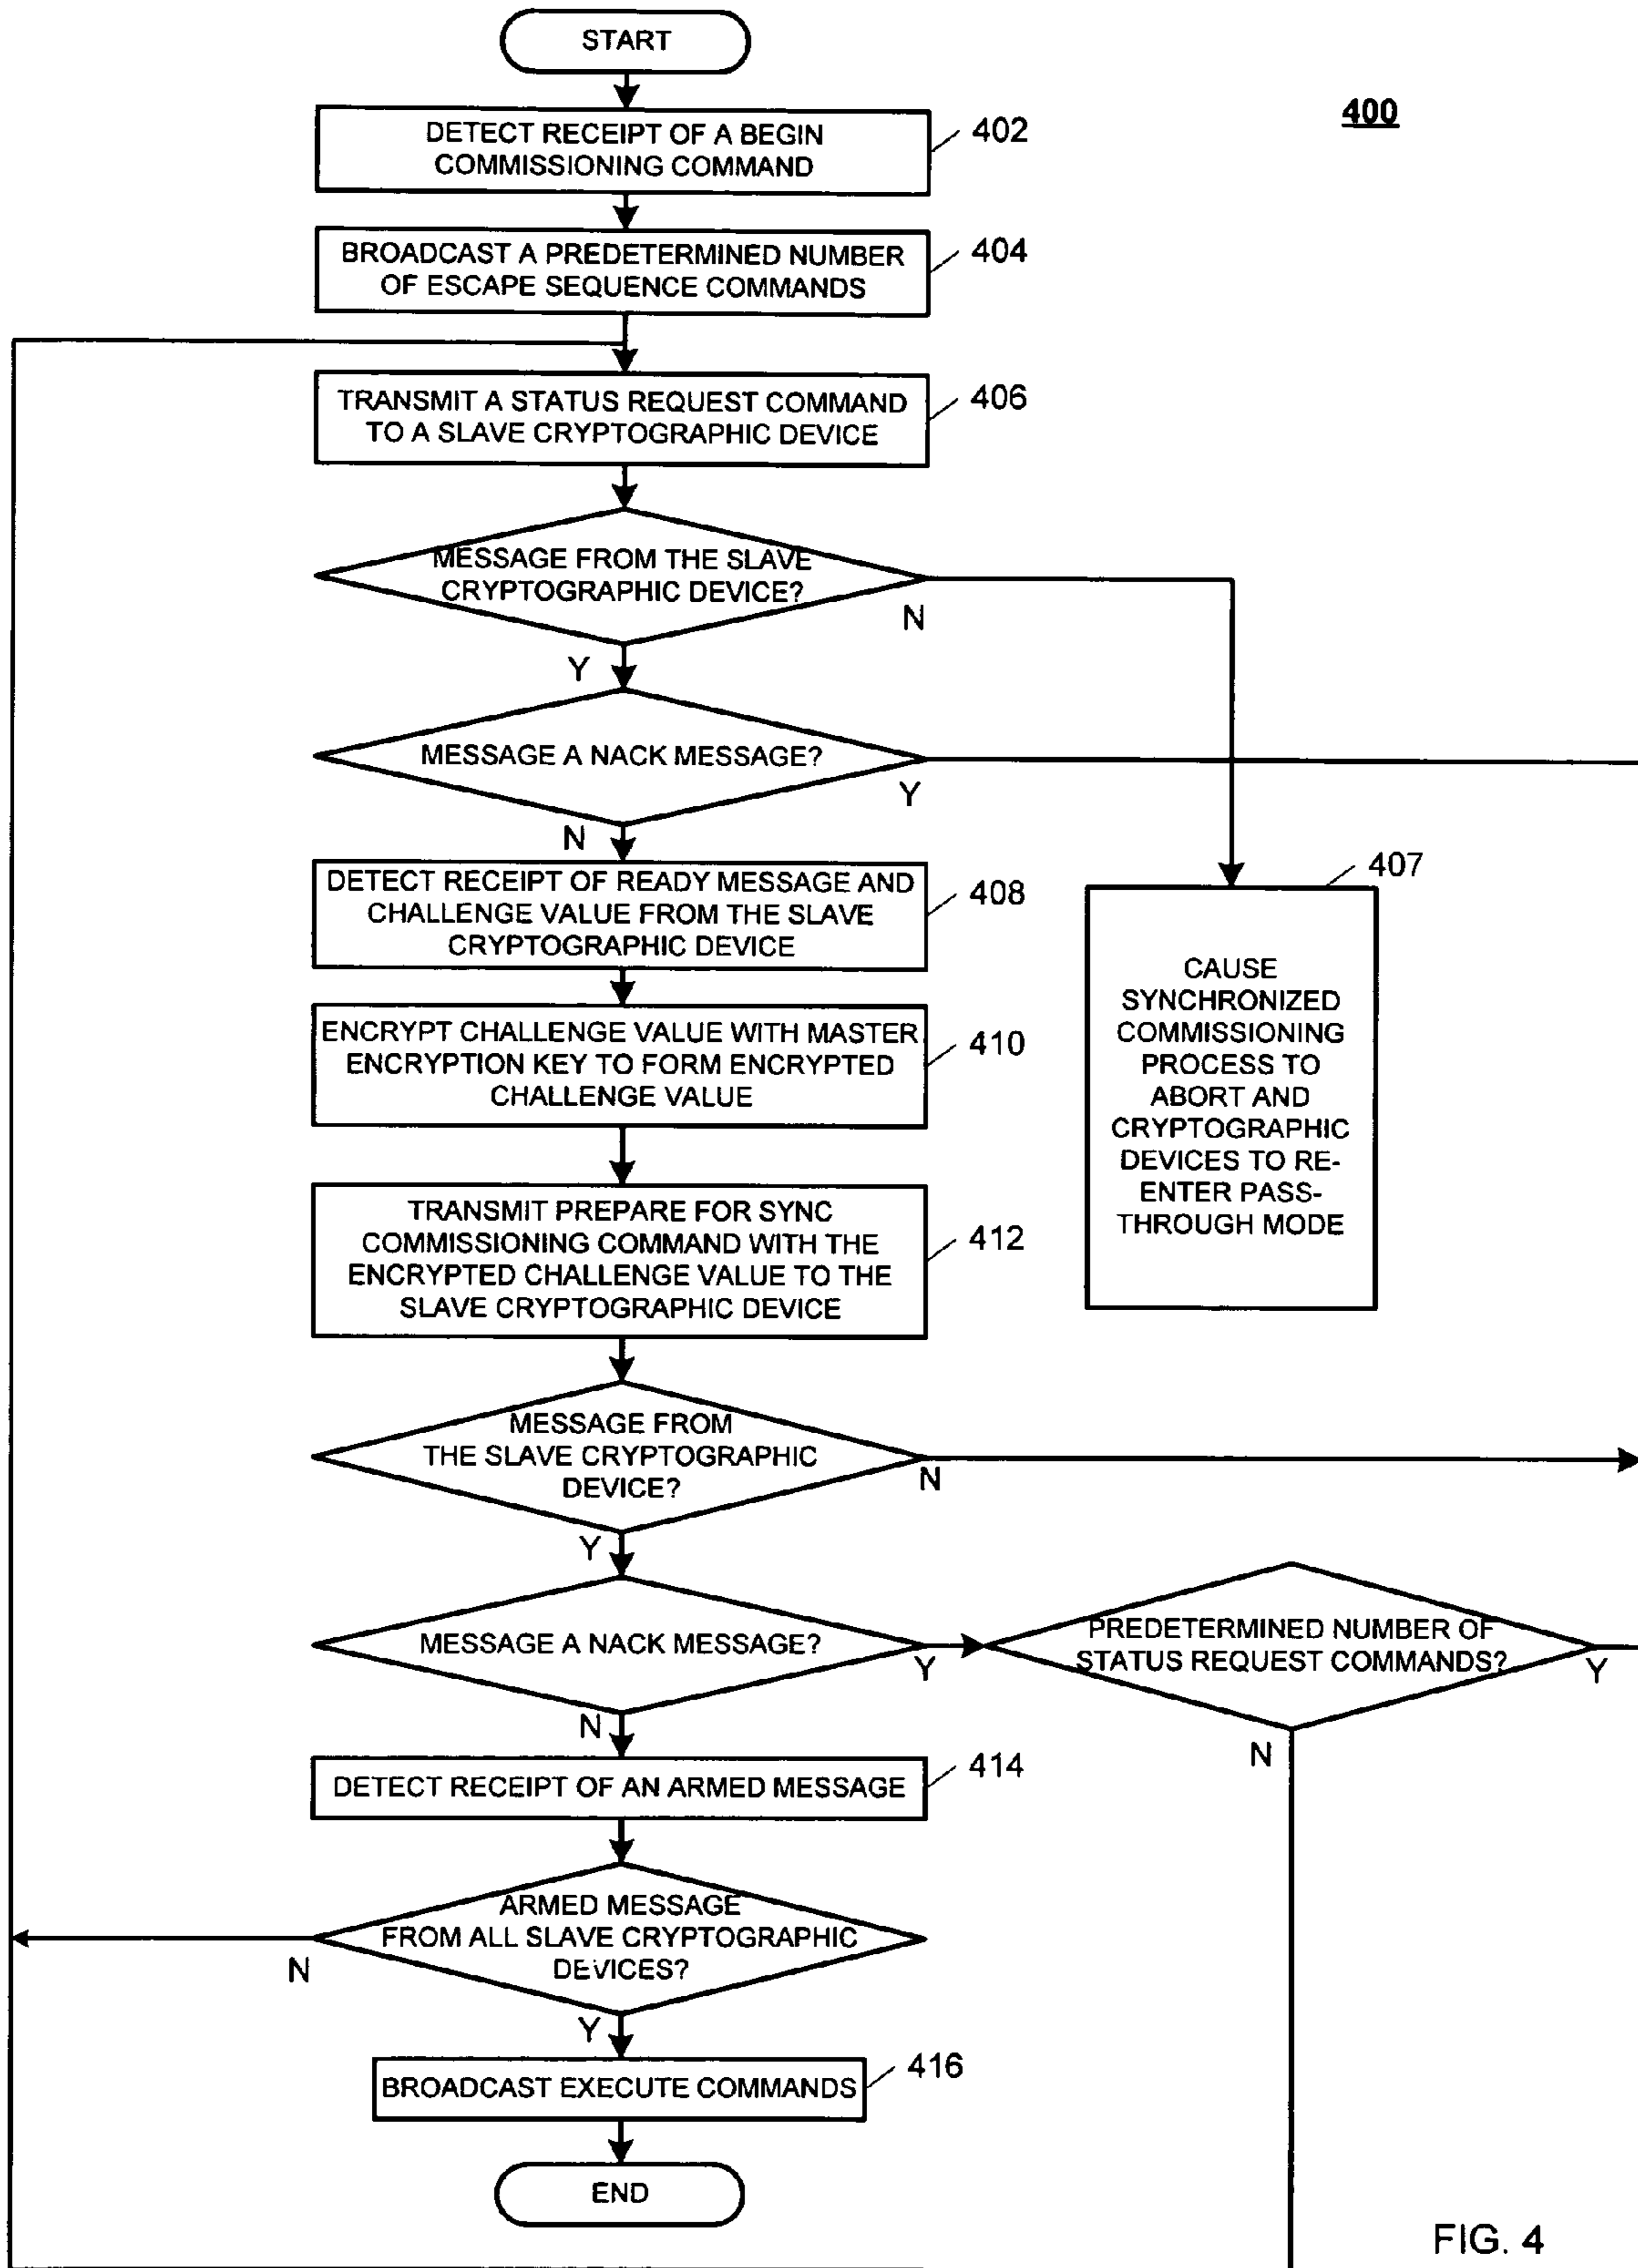 START
400
DETECT RECEIPT OF A BEGIN
COMMISSIONING COMMAND
402
BROADCAST A PREDETERMINED NUMBER
OF ESCAPE SEQUENCE COMMANDS
404
TRANSMIT A STATUS REQUEST COMMAND
TO A SLAVE CRYPTOGRAPHIC DEVICE
406
MESSAGE FROM THE SLAVE
CRYPTOGRAPHIC DEVICE?
N
Y
MESSAGE A NACK MESSAGE?
Y
N
DETECT RECEIPT OF READY MESSAGE AND
CHALLENGE VALUE FROM THE SLAVE
CRYPTOGRAPHIC DEVICE
408
407
CAUSE
SYNCHRONIZED
COMMISSIONING
PROCESS TO
ABORT AND
CRYPTOGRAPHIC
DEVICES TO RE-
ENTER PASS-
THROUGH MODE
ENCRYPT CHALLENGE VALUE WITH MASTER
ENCRYPTION KEY TO FORM ENCRYPTED
CHALLENGE VALUE
410
TRANSMIT PREPARE FOR SYNC
COMMISSIONING COMMAND WITH THE
ENCRYPTED CHALLENGE VALUE TO THE
SLAVE CRYPTOGRAPHIC DEVICE
412
MESSAGE FROM
THE SLAVE CRYPTOGRAPHIC
DEVICE?
N
Y
MESSAGE A NACK MESSAGE?
Y
PREDETERMINED NUMBER OF
STATUS REQUEST COMMANDS?
Y
N
N
DETECT RECEIPT OF AN ARMED MESSAGE
414
ARMED MESSAGE
FROM ALL SLAVE CRYPTOGRAPHIC
DEVICES?
N
Y
BROADCAST EXECUTE COMMANDS
416
END
FIG. 4